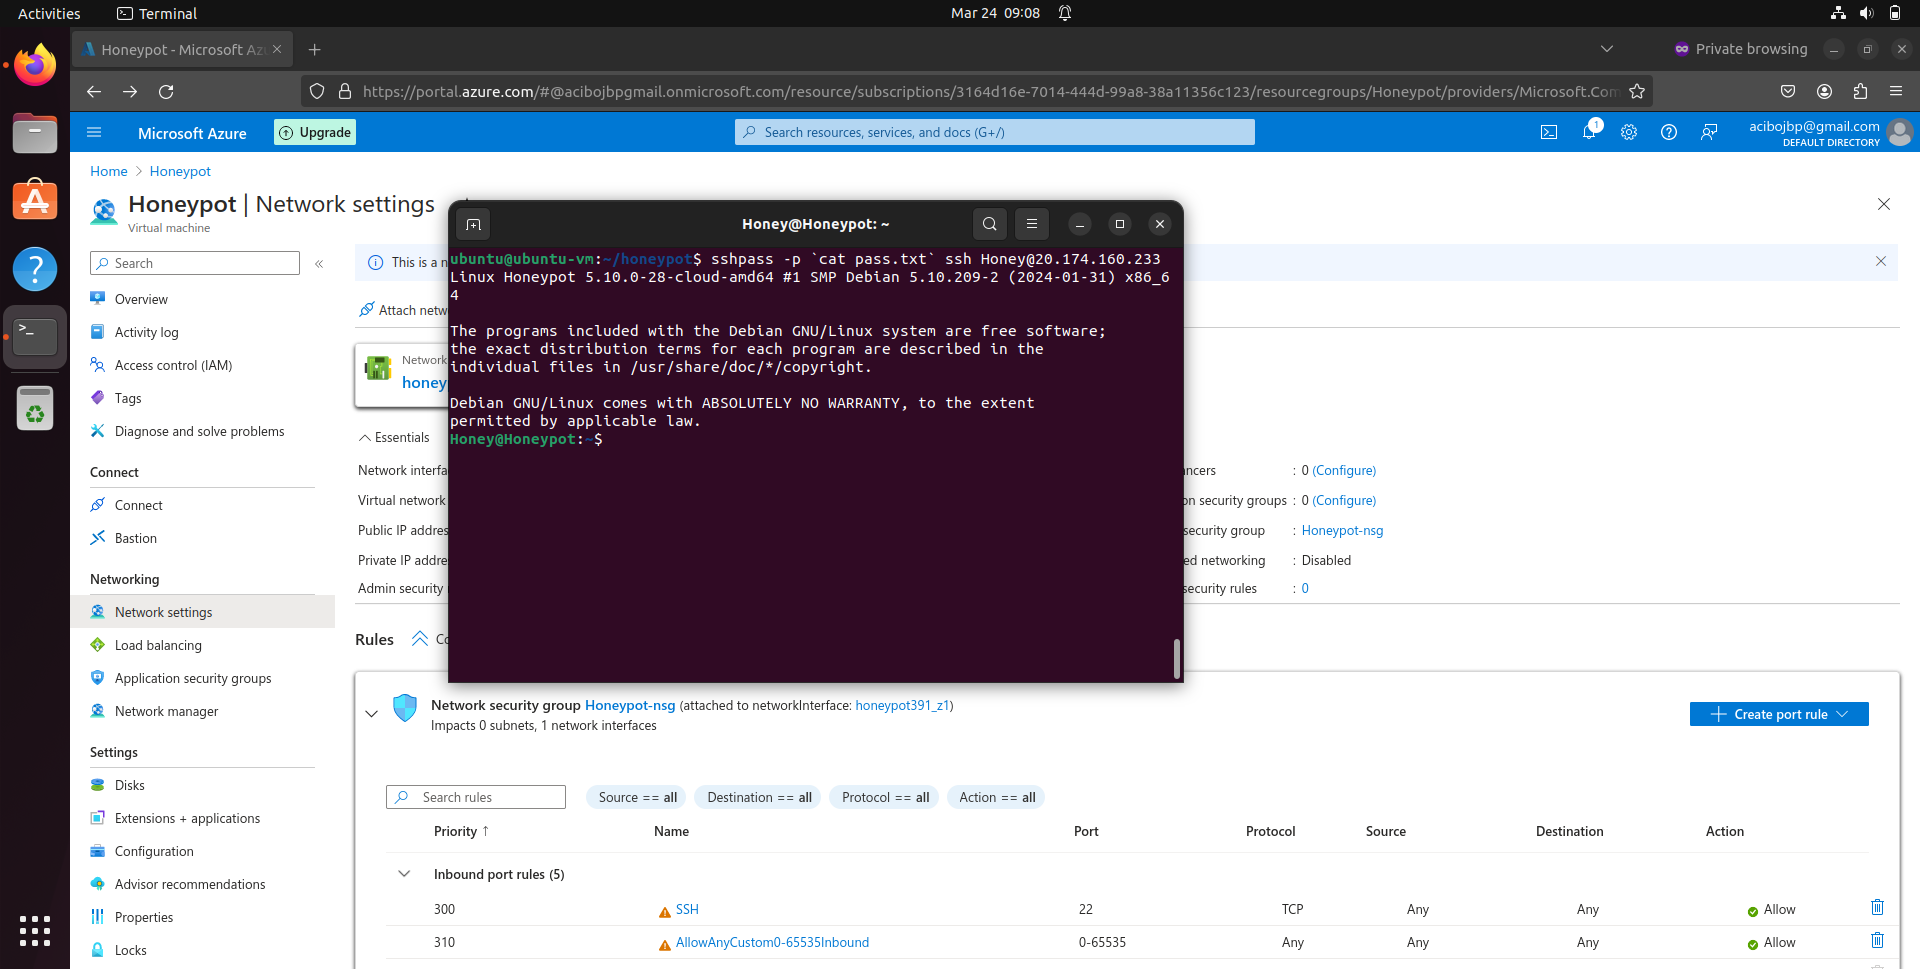 Activities
Terminal
Mar 24 09:08
Honeypot - Microsoft Az
Private browsing
https://portal.azure.com/#@acibojbpgmail.onmicrosoft.com/resource/subscriptions/3164d16e-7014-444d-99a8-38a11356c123/resourcegroups/Honeypot/providers/Microsoft.Com
Microsoft Azure
Upgrade
Search resources, services, and docs (G+/)
1
acibojbp@gmail.com
DEFAULT DIRECTORY
Home > Honeypot
Honeypot | Network settings
Virtual machine
Search
«
Overview
Activity log
Access control (IAM)
Tags
Diagnose and solve problems
Connect
Connect
Bastion
Networking
Network settings
Load balancing
Application security groups
Network manager
Settings
Disks
Extensions + applications
Configuration
Advisor recommendations
Properties
Locks
This is a n
Attach netw
Network
honey
Essentials
Network interfa
Virtual network
Public IP addres
Private IP addre
Admin security
ancers : 0 (Configure)
on security groups : 0 (Configure)
security group : Honeypot-nsg
ed networking : Disabled
security rules : 0
Honey@Honeypot: ~
ubuntu@ubuntu-vm:~/honeypot$ sshpass -p `cat pass.txt` ssh Honey@20.174.160.233
Linux Honeypot 5.10.0-28-cloud-amd64 #1 SMP Debian 5.10.209-2 (2024-01-31) x86_6
4
The programs included with the Debian GNU/Linux system are free software;
the exact distribution terms for each program are described in the
individual files in /usr/share/doc/*/copyright.
Debian GNU/Linux comes with ABSOLUTELY NO WARRANTY, to the extent
permitted by applicable law.
Honey@Honeypot:~$
Rules
Co
Network security group Honeypot-nsg (attached to networkInterface: honeypot391_z1)
Impacts 0 subnets, 1 network interfaces
Create port rule
Search rules
Source == all
Destination == all
Protocol == all
Action == all
Priority ↑ Name Port Protocol Source Destination Action
Inbound port rules (5)
300 SSH 22 TCP Any Any Allow
310 AllowAnyCustom0-65535Inbound 0-65535 Any Any Any Allow